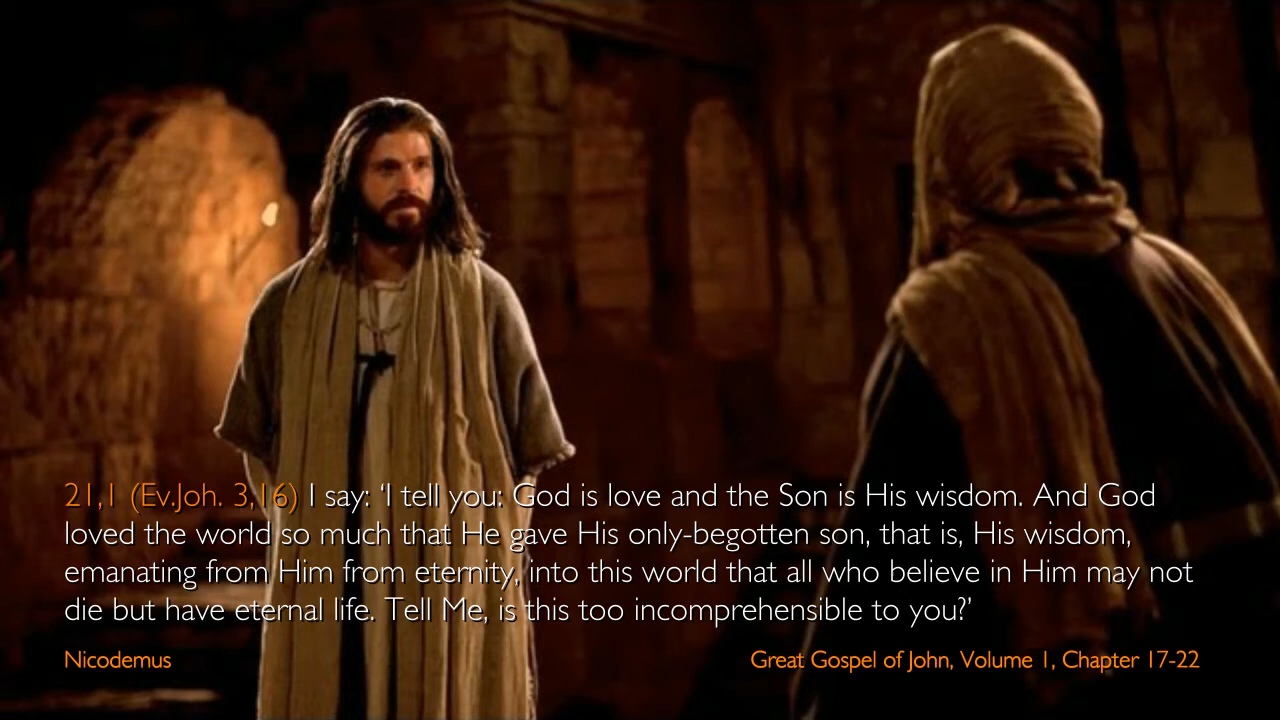 21,1 (Ev.Joh. 3,16) I say: ‘I tell you: God is love and the Son is His wisdom. And God
loved the world so much that He gave His only-begotten son, that is, His wisdom,
emanating from Him from eternity, into this world that all who believe in Him may not
die but have eternal life. Tell Me, is this too incomprehensible to you?’
Nicodemus
Great Gospel of John, Volume 1, Chapter 17-22